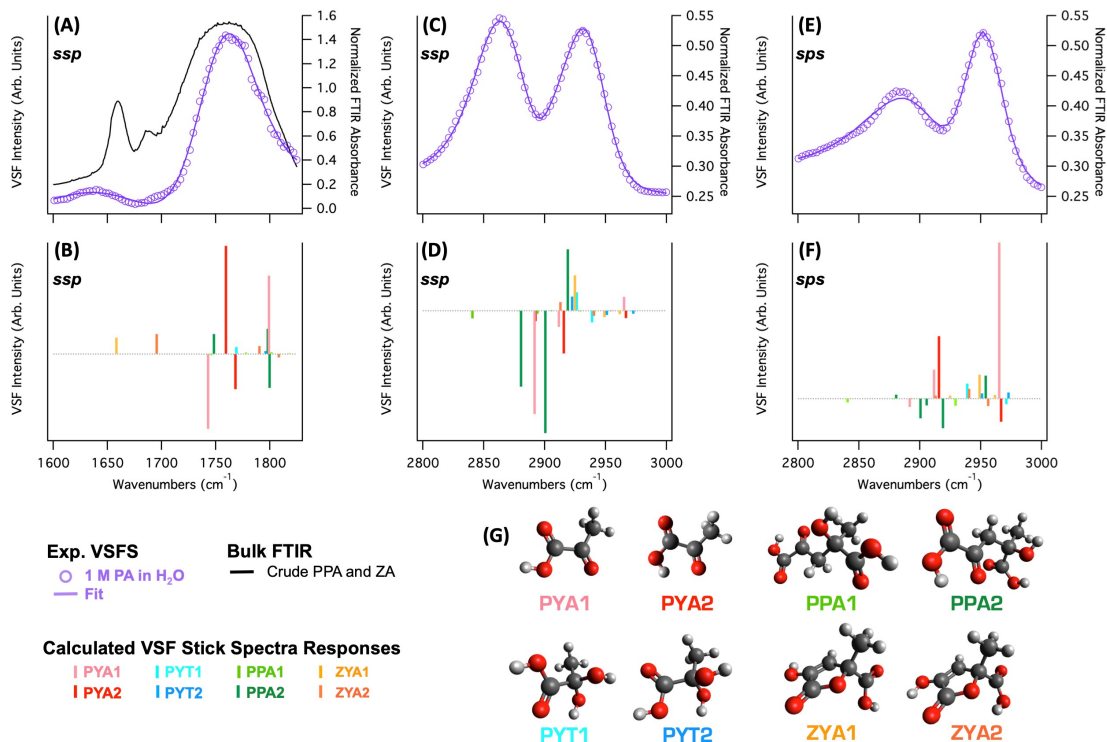 (A)
ssp
VSF Intensity (Arb. Units)
1.6
1.4
1.2
1.0
0.8
0.6
0.4
0.2
0.0
Normalized FTIR Absorbance
(C)
ssp
VSF Intensity (Arb. Units)
0.55
0.50
0.45
0.40
0.35
0.30
0.25
Normalized FTIR Absorbance
(E)
sps
VSF Intensity (Arb. Units)
0.55
0.50
0.45
0.40
0.35
0.30
0.25
Normalized FTIR Absorbance
(B)
ssp
VSF Intensity (Arb. Units)
1600 1650 1700 1750 1800
Wavenumbers (cm⁻¹)
(D)
ssp
VSF Intensity (Arb. Units)
2800 2850 2900 2950 3000
Wavenumbers (cm⁻¹)
(F)
sps
VSF Intensity (Arb. Units)
2800 2850 2900 2950 3000
Wavenumbers (cm⁻¹)
Exp. VSFS
1 M PA in H₂O
Fit
Bulk FTIR
Crude PPA and ZA
Calculated VSF Stick Spectra Responses
PYA1 PYT1 PPA1 ZYA1
PYA2 PYT2 PPA2 ZYA2
(G)
PYA1 PYA2 PPA1 PPA2
PYT1 PYT2 ZYA1 ZYA2